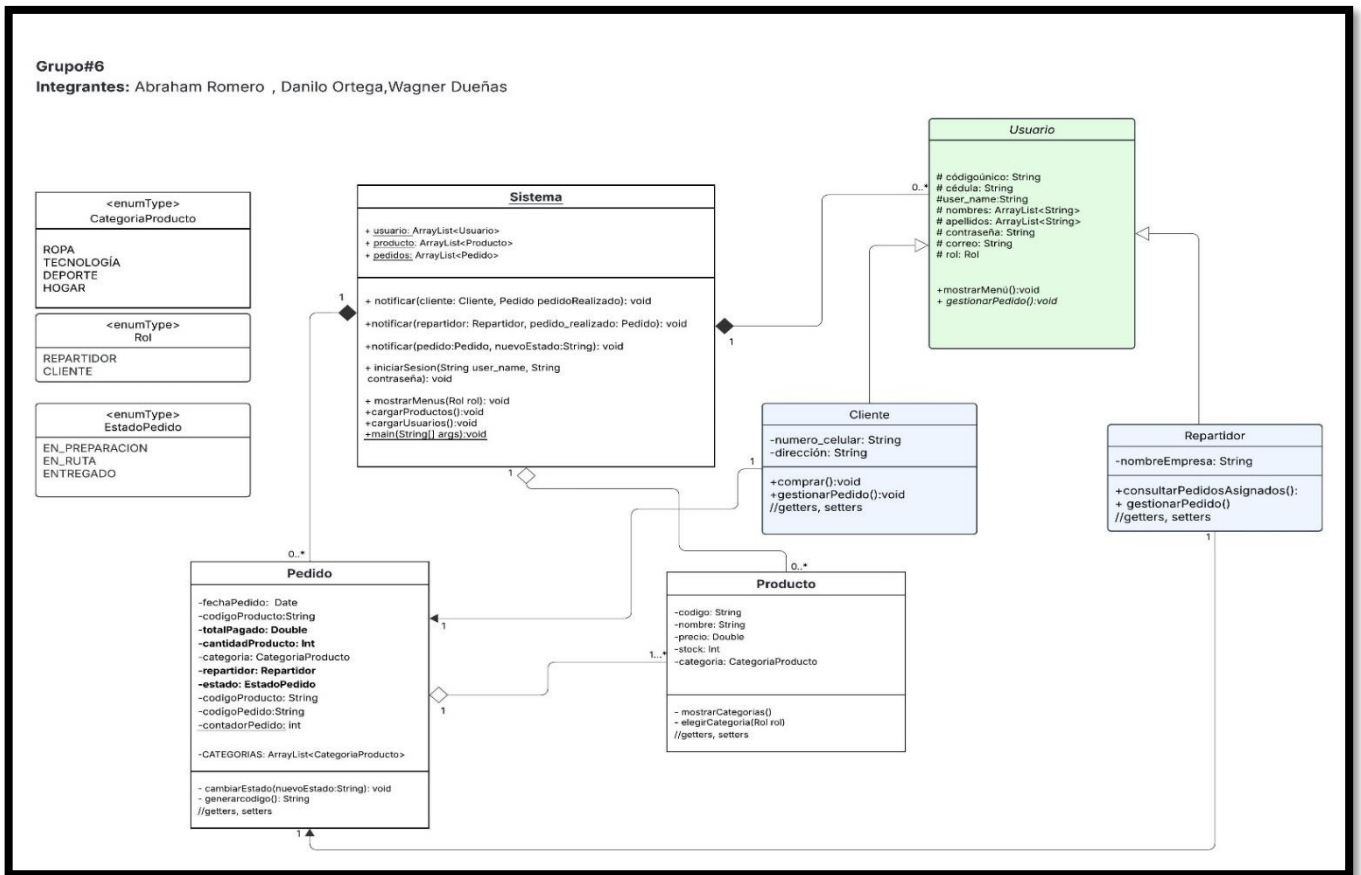 Grupo#6
Integrantes: Abraham Romero , Danilo Ortega,Wagner Dueñas
<enumType>
CategoriaProducto
ROPA
TECNOLOGÍA
DEPORTE
HOGAR
<enumType>
Rol
REPARTIDOR
CLIENTE
<enumType>
EstadoPedido
EN_PREPARACION
EN_RUTA
ENTREGADO
Sistema
+ usuario: ArrayList<Usuario>
+ producto: ArrayList<Producto>
+ pedidos: ArrayList<Pedido>
+ notificar(cliente: Cliente, Pedido pedidoRealizado): void
+notificar(repartidor: Repartidor, pedido_realizado: Pedido): void
+notificar(pedido:Pedido, nuevoEstado:String): void
+ iniciarSesion(String user_name, String
contraseña): void
+ mostrarMenus(Rol rol): void
+cargarProductos():void
+cargarUsuarios():void
+main(String[] args):void
1
1
1
0..*
0..*
0..*
Usuario
# códigoúnico: String
# cédula: String
#user_name:String
# nombres: ArrayList<String>
# apellidos: ArrayList<String>
# contraseña: String
# correo: String
# rol: Rol
+mostrarMenú():void
+ gestionarPedido():void
Cliente
-numero_celular: String
-dirección: String
+comprar():void
+gestionarPedido():void
//getters, setters
1
1
Repartidor
-nombreEmpresa: String
+consultarPedidosAsignados():
+ gestionarPedido()
//getters, setters
1
1
Pedido
-fechaPedido: Date
-codigoProducto:String
-totalPagado: Double
-cantidadProducto: Int
-categoria: CategoriaProducto
-repartidor: Repartidor
-estado: EstadoPedido
-codigoProducto: String
-codigoPedido:String
-contadorPedido: int
-CATEGORIAS: ArrayList<CategoriaProducto>
- cambiarEstado(nuevoEstado:String): void
- generarcodigo(): String
//getters, setters
1
1...*
Producto
-codigo: String
-nombre: String
-precio: Double
-stock: Int
-categoria: CategoriaProducto
- mostrarCategorias()
- elegirCategoria(Rol rol)
//getters, setters